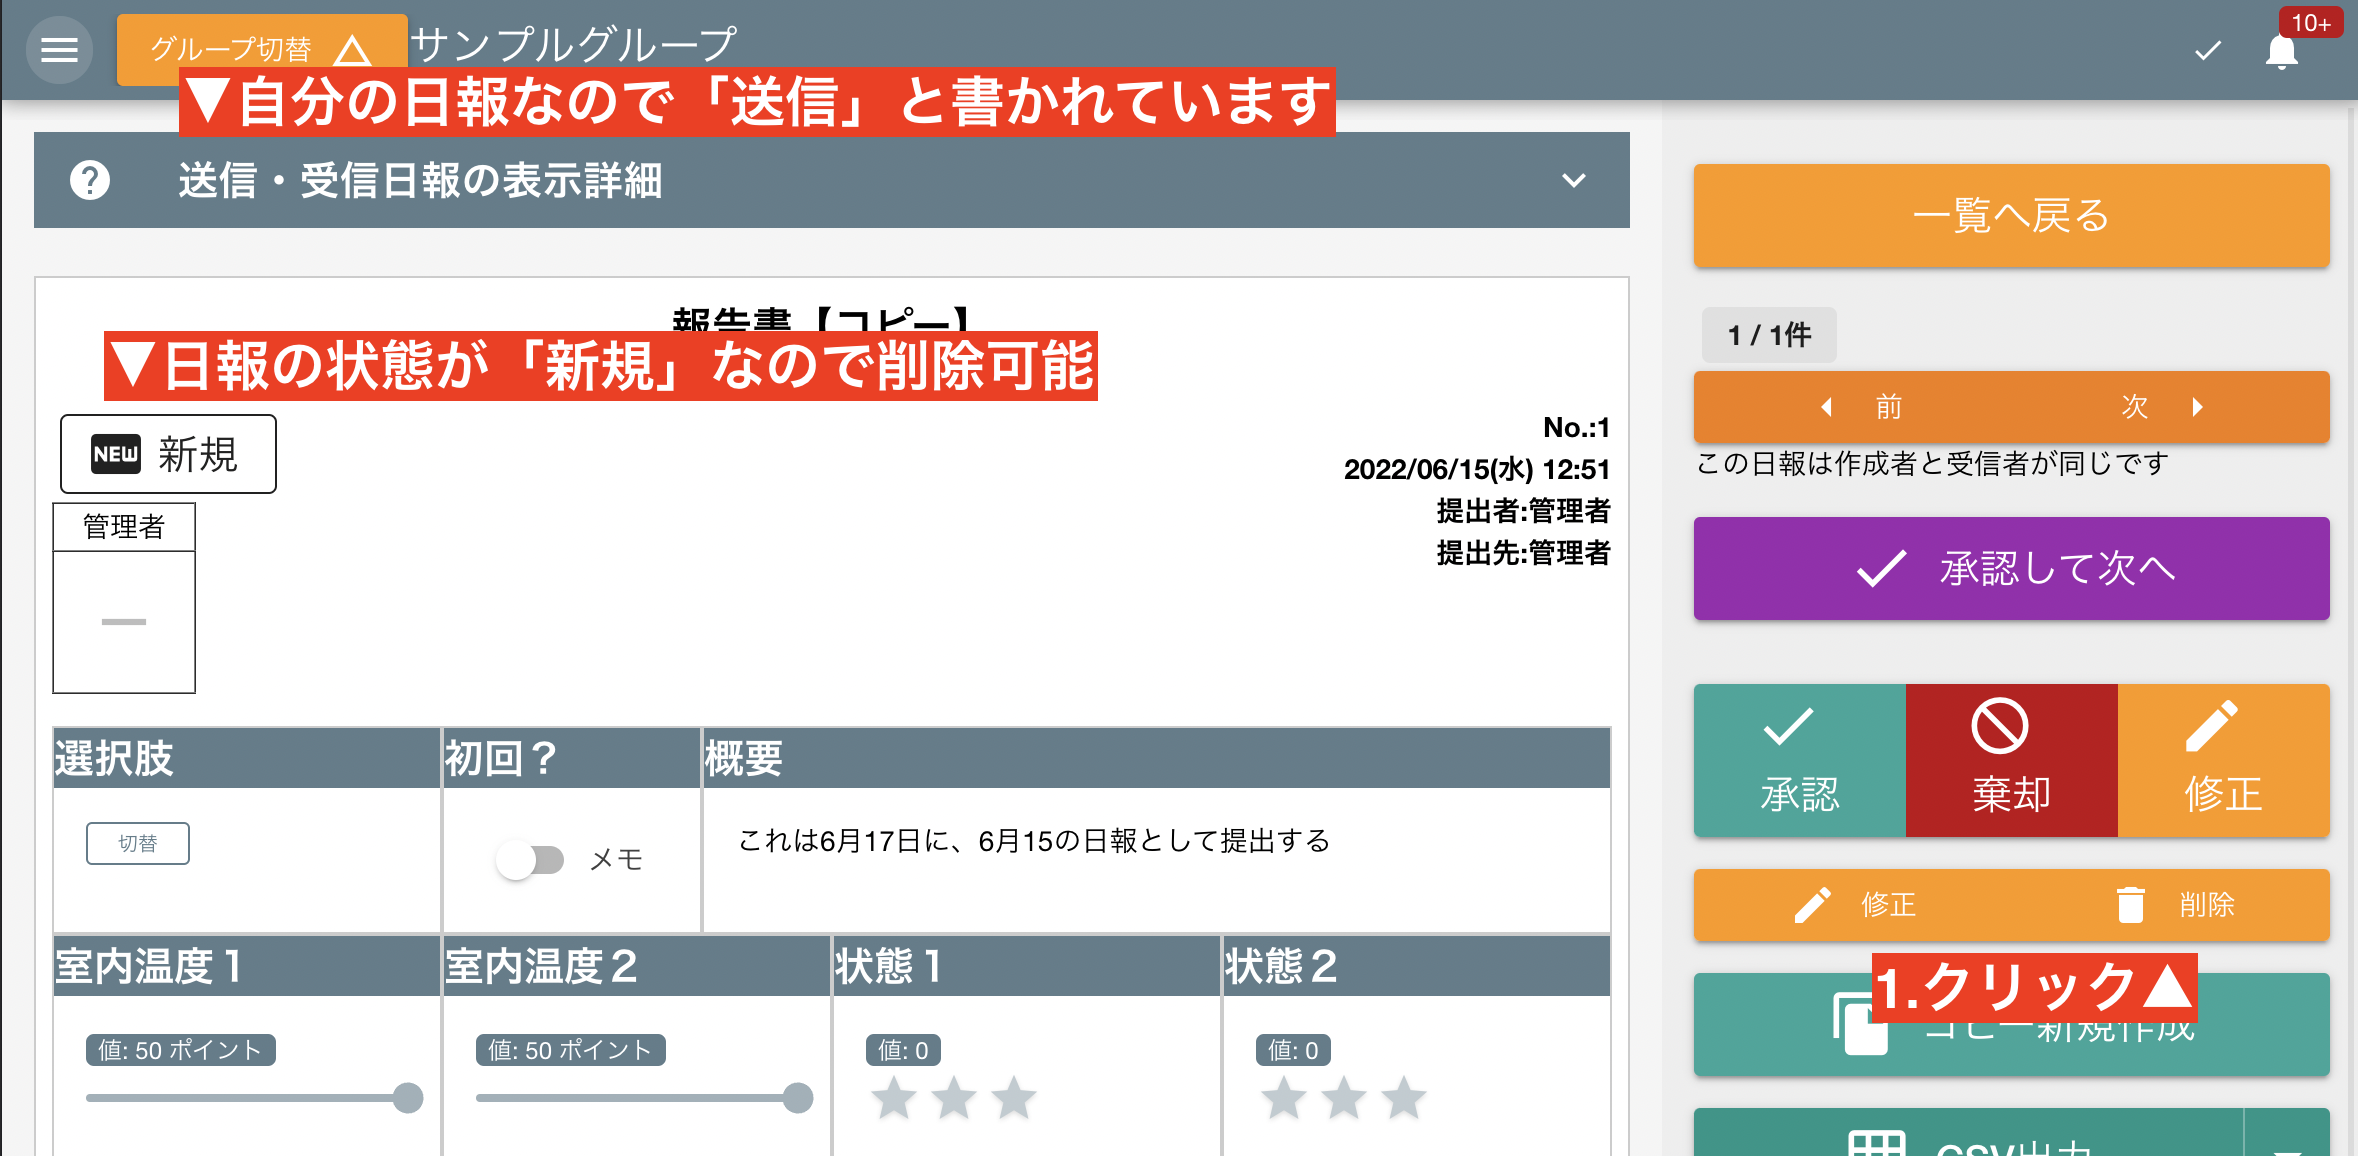 グループ切替 サンプルグループ
10+
▼自分の日報なので「送信」と書かれています
送信・受信日報の表示詳細
報告書【コピー】
▼日報の状態が「新規」なので削除可能
NEW 新規
No.:1
2022/06/15(水) 12:51
提出者:管理者
提出先:管理者
管理者
選択肢 初回？ 概要
切替 メモ これは6月17日に、6月15の日報として提出する
室内温度１ 室内温度２ 状態１ 状態２
値: 50 ポイント 値: 50 ポイント 値: 0 値: 0
一覧へ戻る
1 / 1件
前 次
この日報は作成者と受信者が同じです
承認して次へ
承認 棄却 修正
修正 削除
1.クリック▲
コピー新規作成
CSV出力